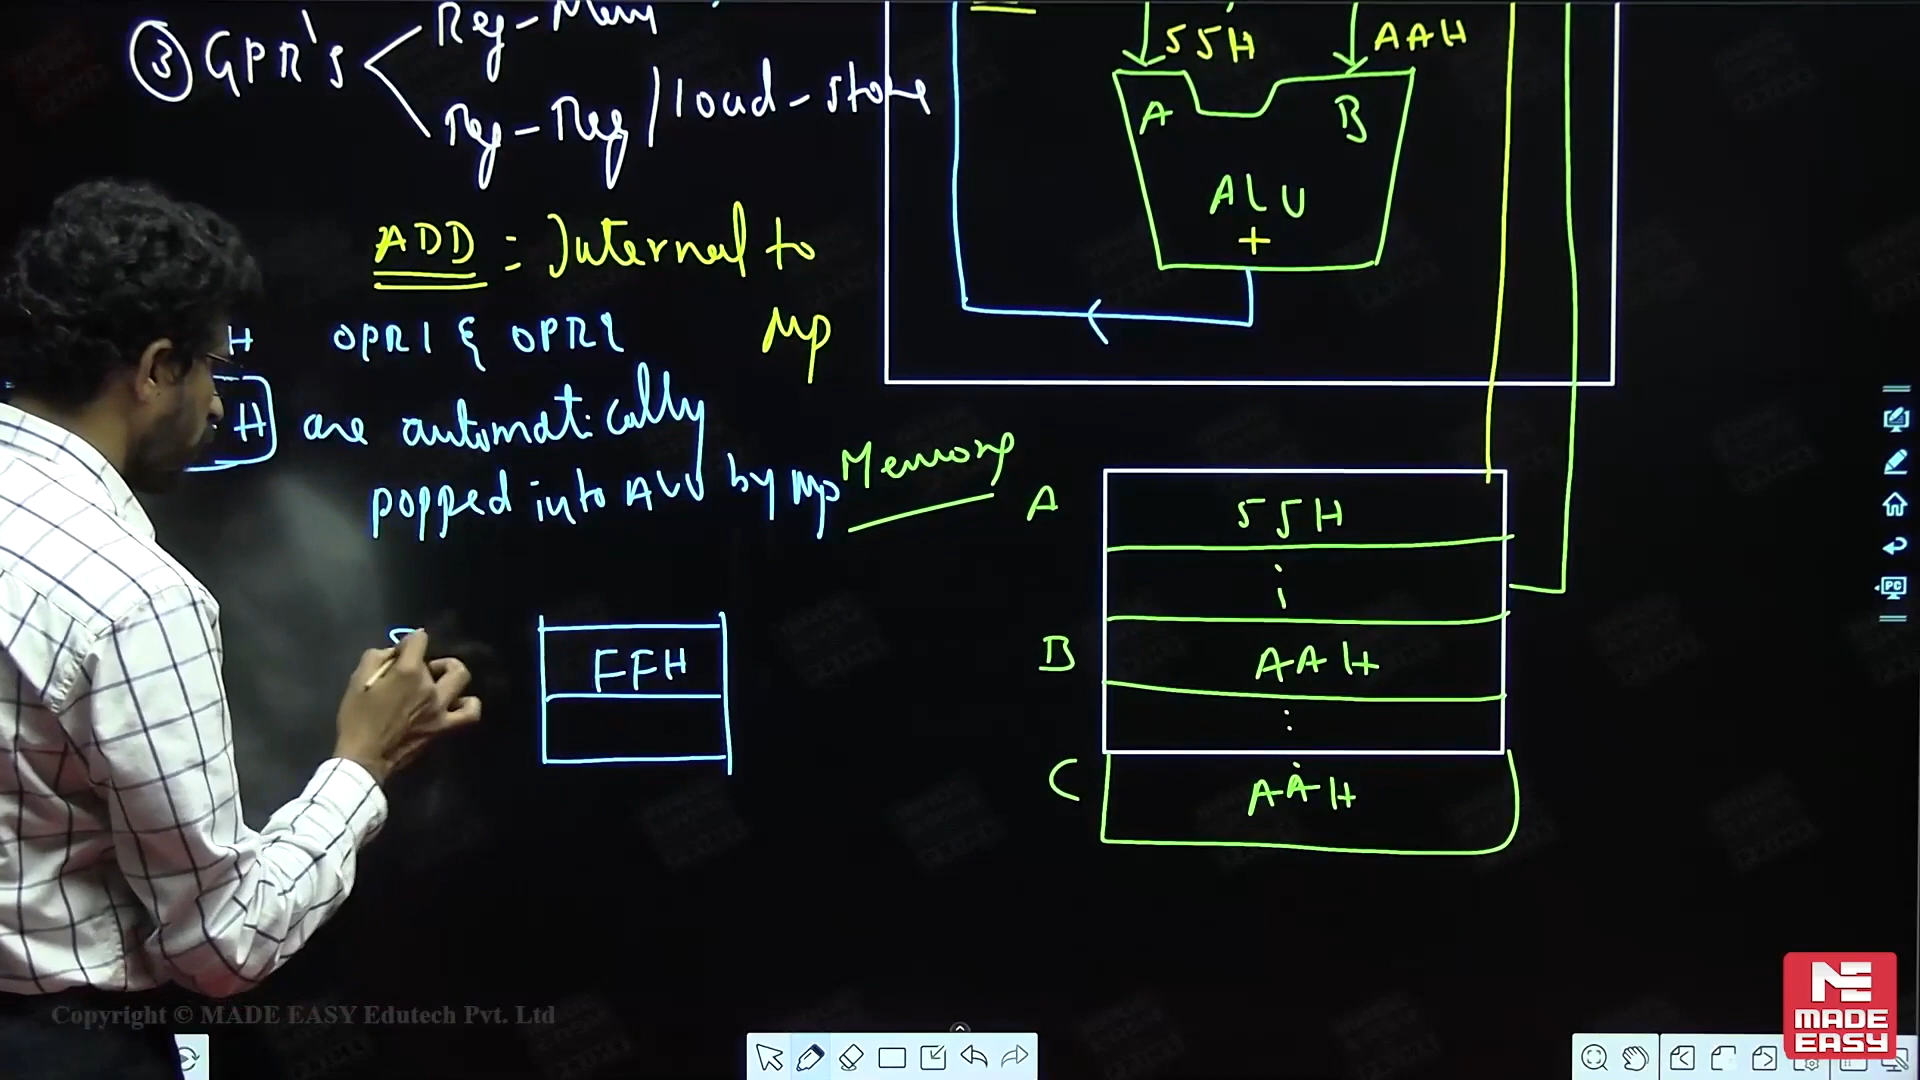 ③ GPR's
Reg-Mem
Reg-Reg/load-store
ADD : Internal to
μp
H OPR1 & OPR2
H are automatically
popped into ALU by μp
FFH
55H AAH
A B
ALU
+
Memory
A 55H
B AAH
C AAH
Copyright © MADE EASY Edutech Pvt. Ltd
PC
MADE
EASY